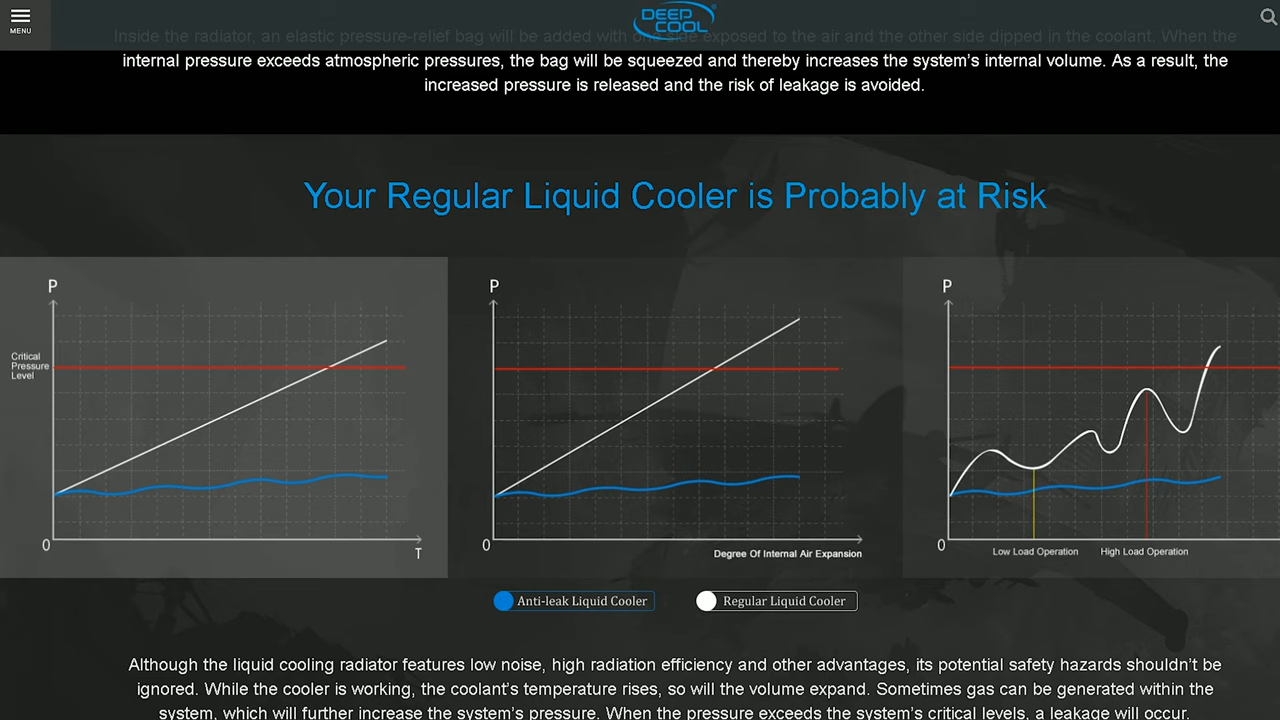 MENU
DEEP
COOL
Inside the radiator, an elastic pressure-relief bag will be added with one side exposed to the air and the other side dipped in the coolant. When the
internal pressure exceeds atmospheric pressures, the bag will be squeezed and thereby increases the system's internal volume. As a result, the
increased pressure is released and the risk of leakage is avoided.
Your Regular Liquid Cooler is Probably at Risk
P
Critical
Pressure
Level
0
T
P
0
Degree Of Internal Air Expansion
P
0
Low Load Operation
High Load Operation
Anti-leak Liquid Cooler
Regular Liquid Cooler
Although the liquid cooling radiator features low noise, high radiation efficiency and other advantages, its potential safety hazards shouldn't be
ignored. While the cooler is working, the coolant's temperature rises, so will the volume expand. Sometimes gas can be generated within the
system, which will further increase the system's pressure. When the pressure exceeds the system's critical levels, a leakage will occur.